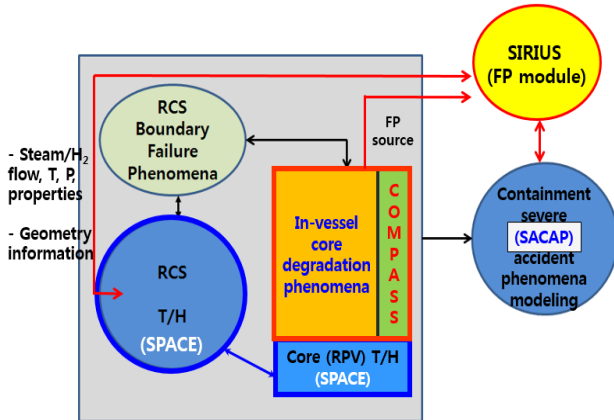 SIRIUS
(FP module)
RCS
Boundary
Failure
Phenomena
FP
source
- Steam/H2
flow, T, P,
properties
- Geometry
information
In-vessel
core
degradation
phenomena
COMPASS
Containment
severe
(SACAP)
accident
phenomena
modeling
RCS
T/H
(SPACE)
Core (RPV) T/H
(SPACE)